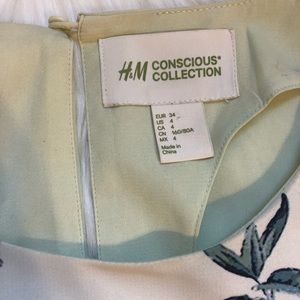 H&M CONSCIOUS*
COLLECTION
EUR 34
US 4
CA 4
CN 160/80A
MX 4
Made in
China